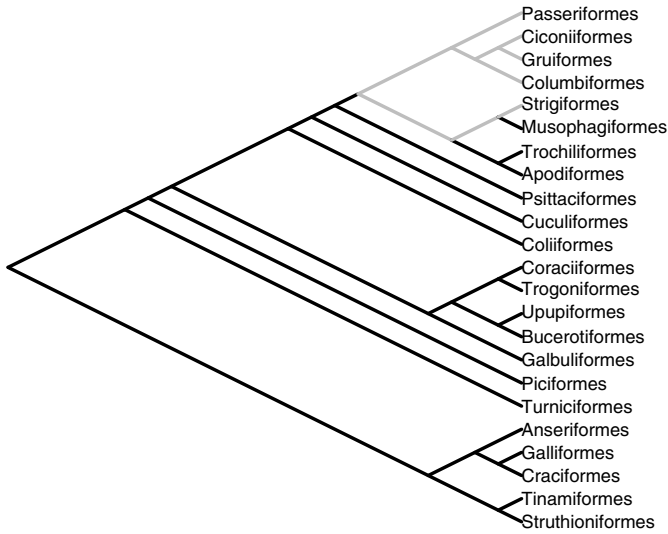 Passeriformes
Ciconiiformes
Gruiformes
Columbiformes
Strigiformes
Musophagiformes
Trochiliformes
Apodiformes
Psittaciformes
Cuculiformes
Coliiformes
Coraciiformes
Trogoniformes
Upupiformes
Bucerotiformes
Galbuliformes
Piciformes
Turniciformes
Anseriformes
Galliformes
Craciformes
Tinamiformes
Struthioniformes